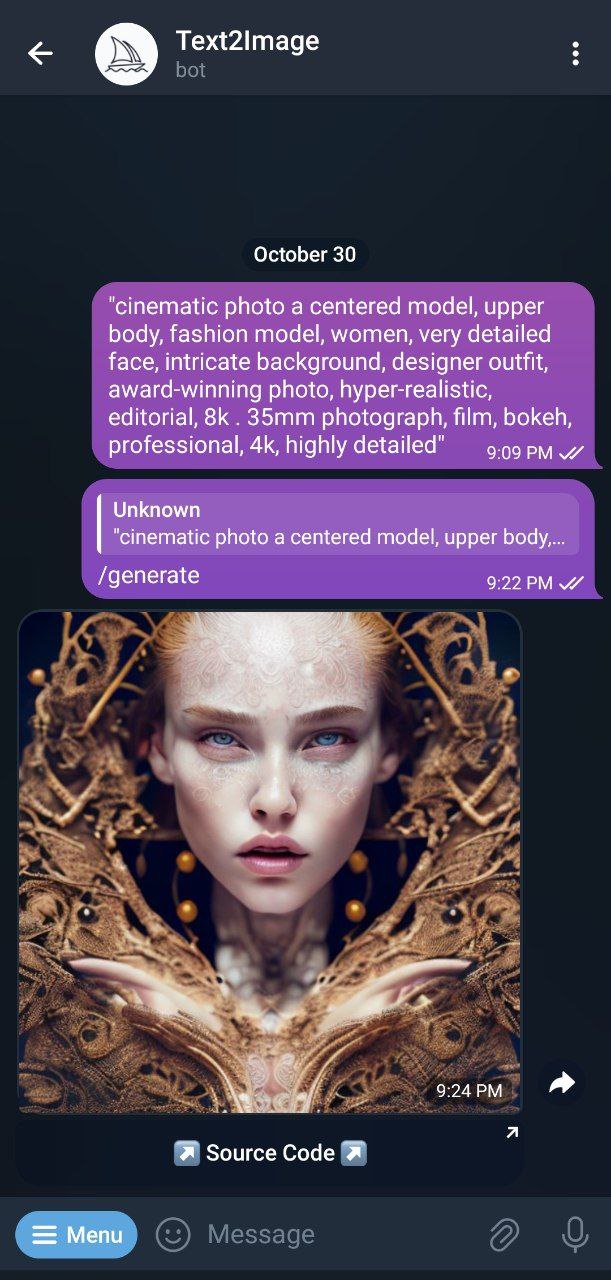 Text2Image
bot
October 30
"cinematic photo a centered model, upper
body, fashion model, women, very detailed
face, intricate background, designer outfit,
award-winning photo, hyper-realistic,
editorial, 8k . 35mm photograph, film, bokeh,
professional, 4k, highly detailed"
9:09 PM
Unknown
"cinematic photo a centered model, upper body,...
/generate
9:22 PM
9:24 PM
Source Code
Menu
Message